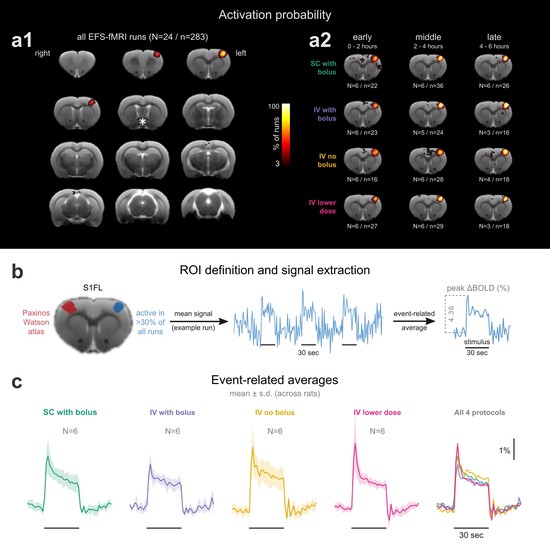 Activation probability
a1
all EFS-fMRI runs (N=24 / n=283)
right
left
*
100
% of runs
3
a2
early
0 - 2 hours
middle
2 - 4 hours
late
4 - 6 hours
SC with
bolus
N=6 / n=22
N=6 / n=36
N=6 / n=26
IV with
bolus
N=6 / n=23
N=5 / n=24
N=3 / n=16
IV no
bolus
N=6 / n=16
N=6 / n=28
N=4 / n=18
IV lower
dose
N=6 / n=27
N=6 / n=29
N=3 / n=18
b
ROI definition and signal extraction
S1FL
Paxinos
Watson
atlas
active in
>30% of
all runs
mean signal
(example run)
30 sec
event-related
average
peak ΔBOLD (%)
4.36
stimulus
30 sec
c
Event-related averages
mean ± s.d. (across rats)
SC with bolus
IV with bolus
IV no bolus
IV lower dose
All 4 protocols
N=6
N=6
N=6
N=6
1%
30 sec